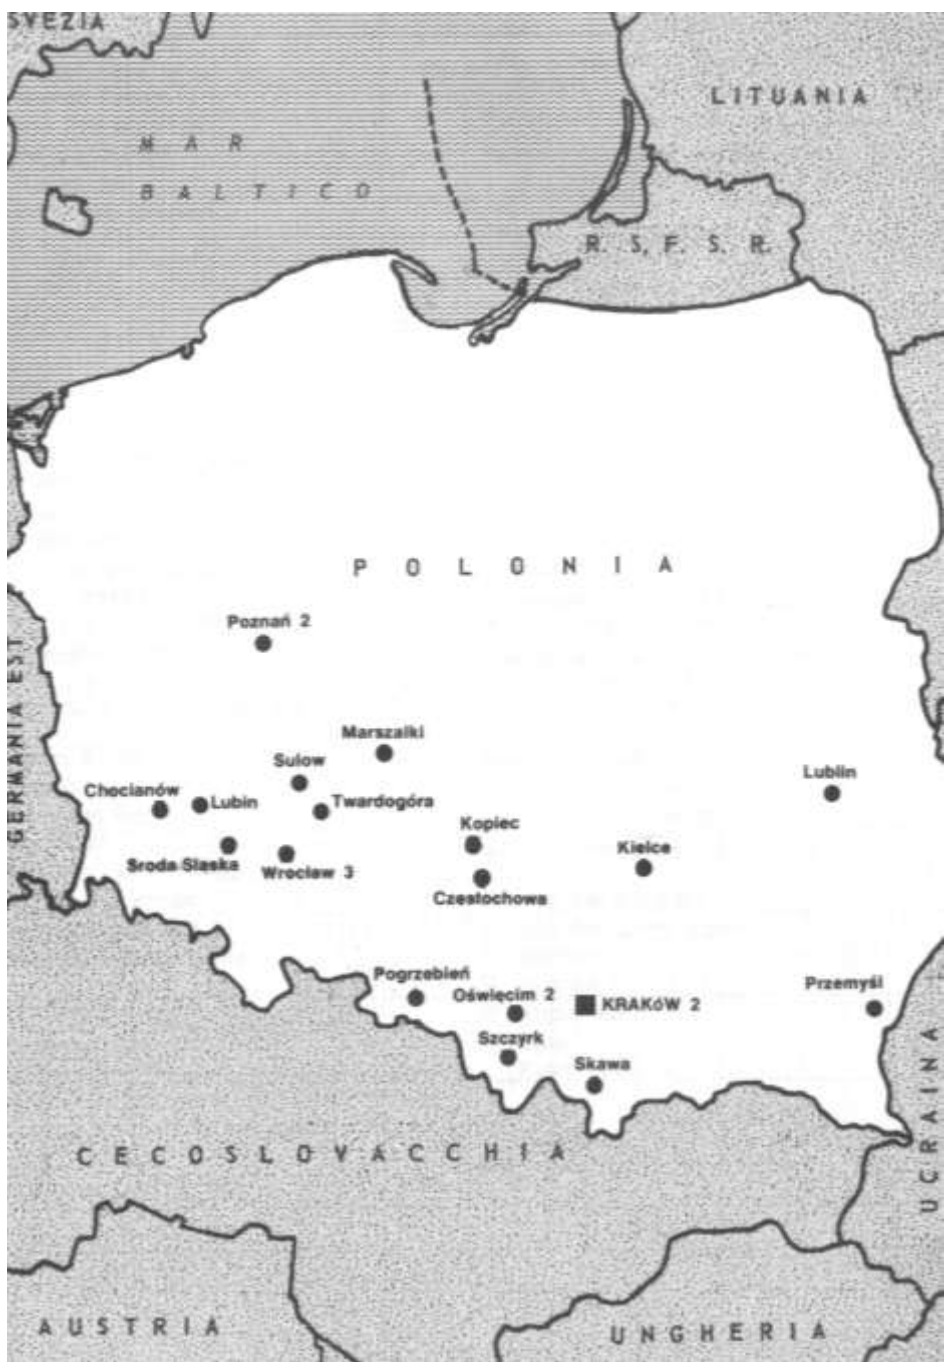 SVEZIA
LITUANIA
MAR
BALTICO
R. S. F. S. R.
POLONIA
Poznań 2
GERMANIA EST
Marszalki
Sulow
Lublin
Chocianów
Lubin
Twardogóra
Kopiec
Kielce
Sroda Slaska
Wrocław 3
Czestochowa
Pogrzebień
Oświęcim 2
KRAKÓW 2
Przemyśl
Szczyrk
Skawa
UCRAINA
CECOSLOVACCHIA
AUSTRIA
UNGHERIA